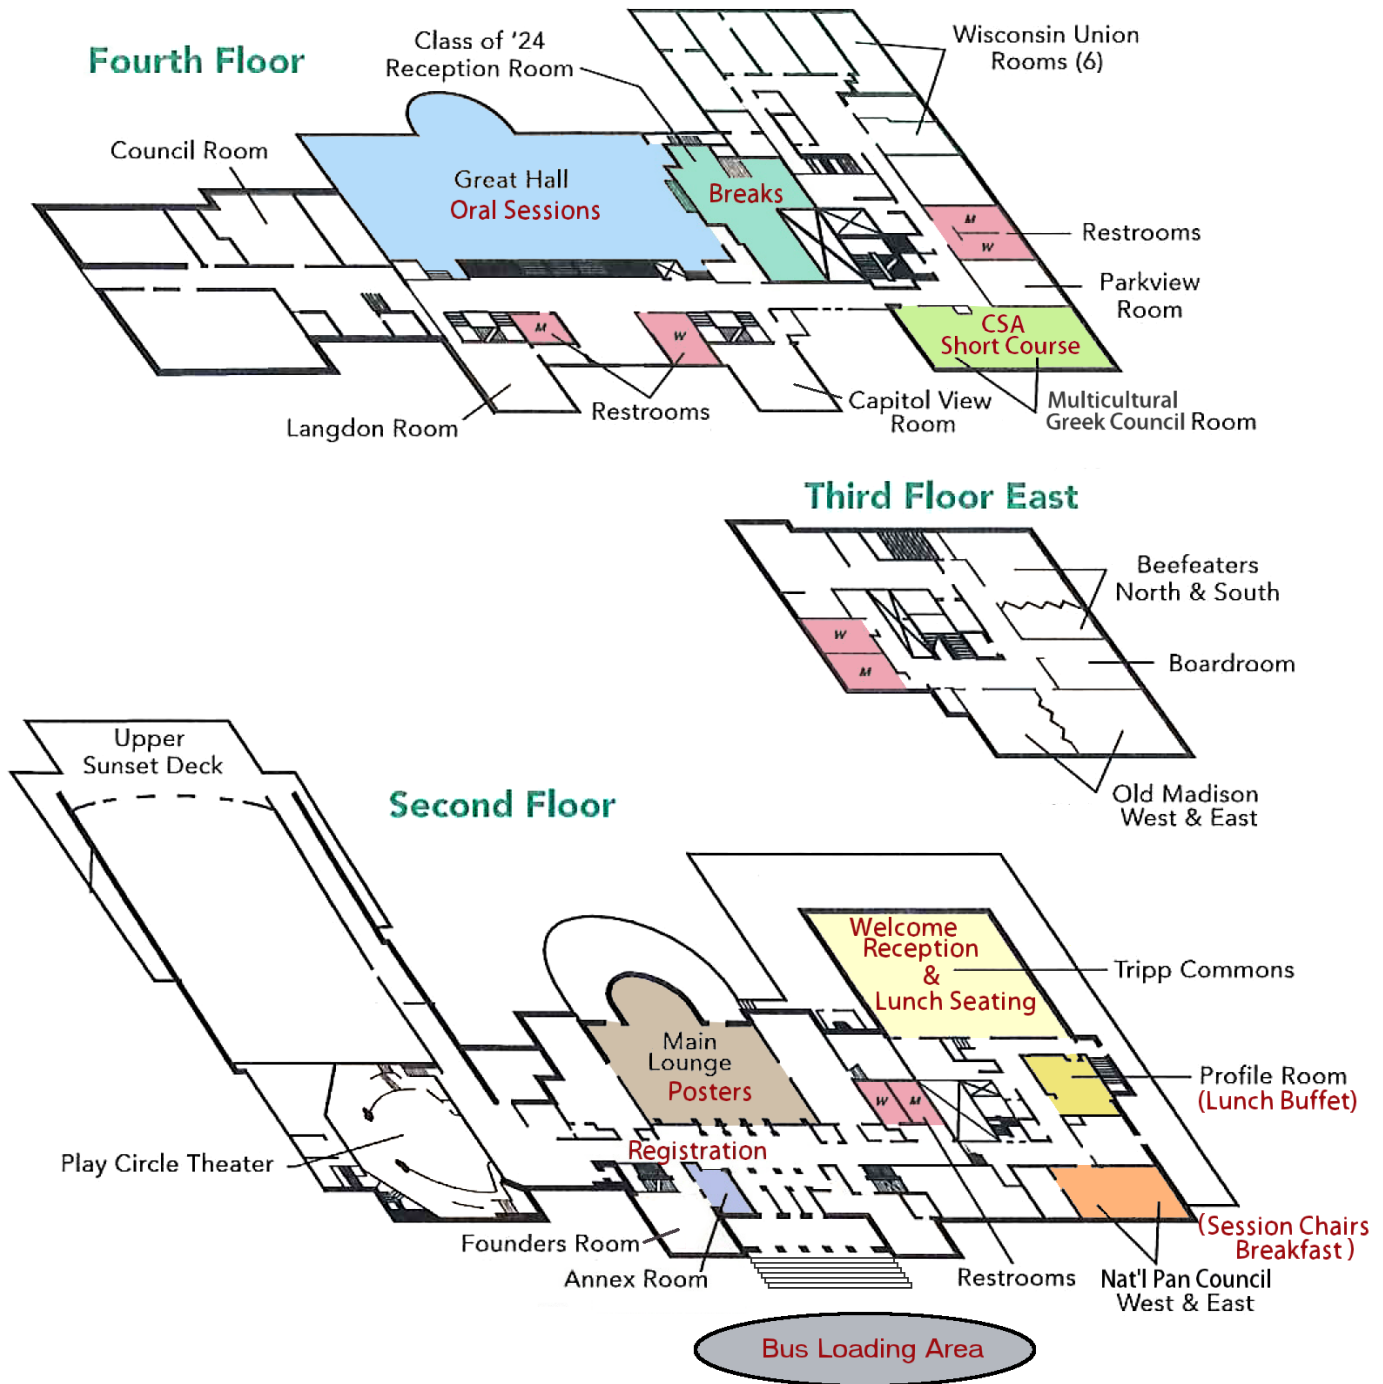 Fourth Floor
Class of '24
Reception Room
Wisconsin Union
Rooms (6)
Council Room
Great Hall
Oral Sessions
Breaks
M
W
Restrooms
Parkview
Room
CSA
Short Course
M
W
Langdon Room
Restrooms
Capitol View
Room
Multicultural
Greek Council Room
Third Floor East
Beefeaters
North & South
W
M
Boardroom
Old Madison
West & East
Upper
Sunset Deck
Second Floor
Welcome
Reception
&
Lunch Seating
Tripp Commons
Main
Lounge
Posters
W
M
Profile Room
(Lunch Buffet)
Registration
Play Circle Theater
Founders Room
Annex Room
Restrooms
(Session Chairs
Breakfast )
Nat'l Pan Council
West & East
Bus Loading Area